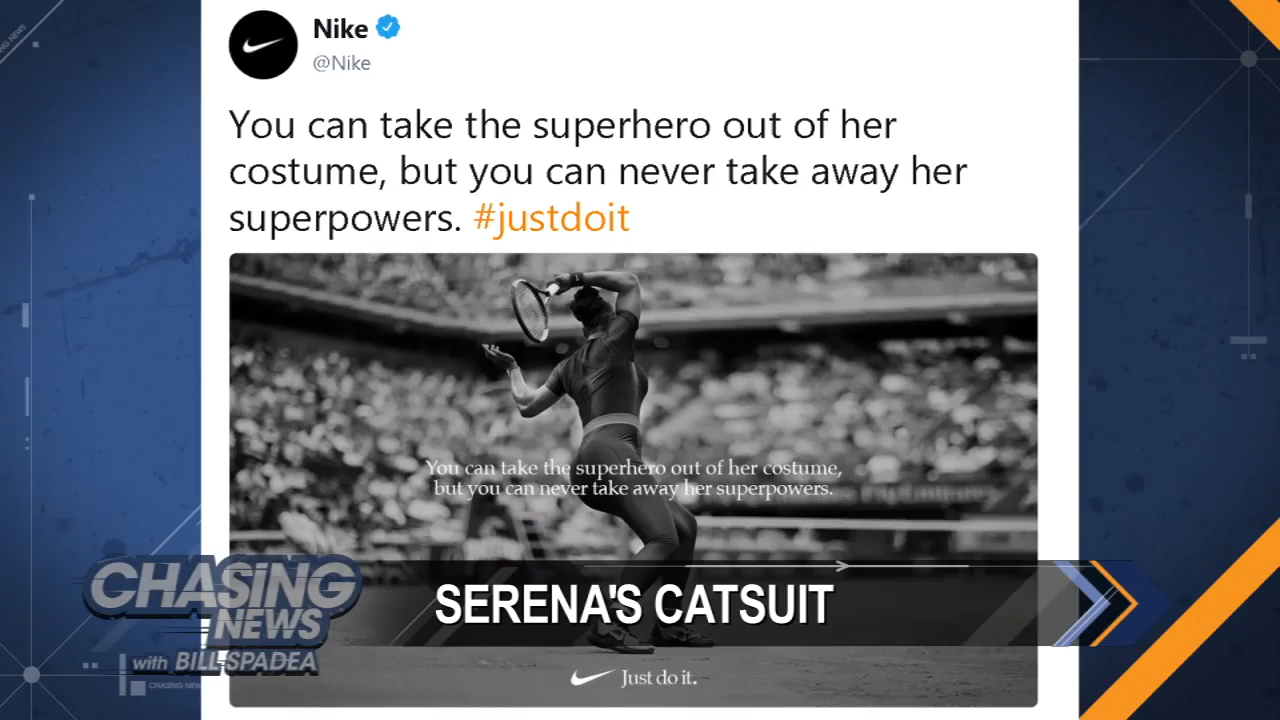 Nike
@Nike
You can take the superhero out of her
costume, but you can never take away her
superpowers. #justdoit
You can take the superhero out of her costume,
but you can never take away her superpowers.
CHASiNG
NEWS
with BILL SPADEA
SERENA'S CATSUIT
Just do it.